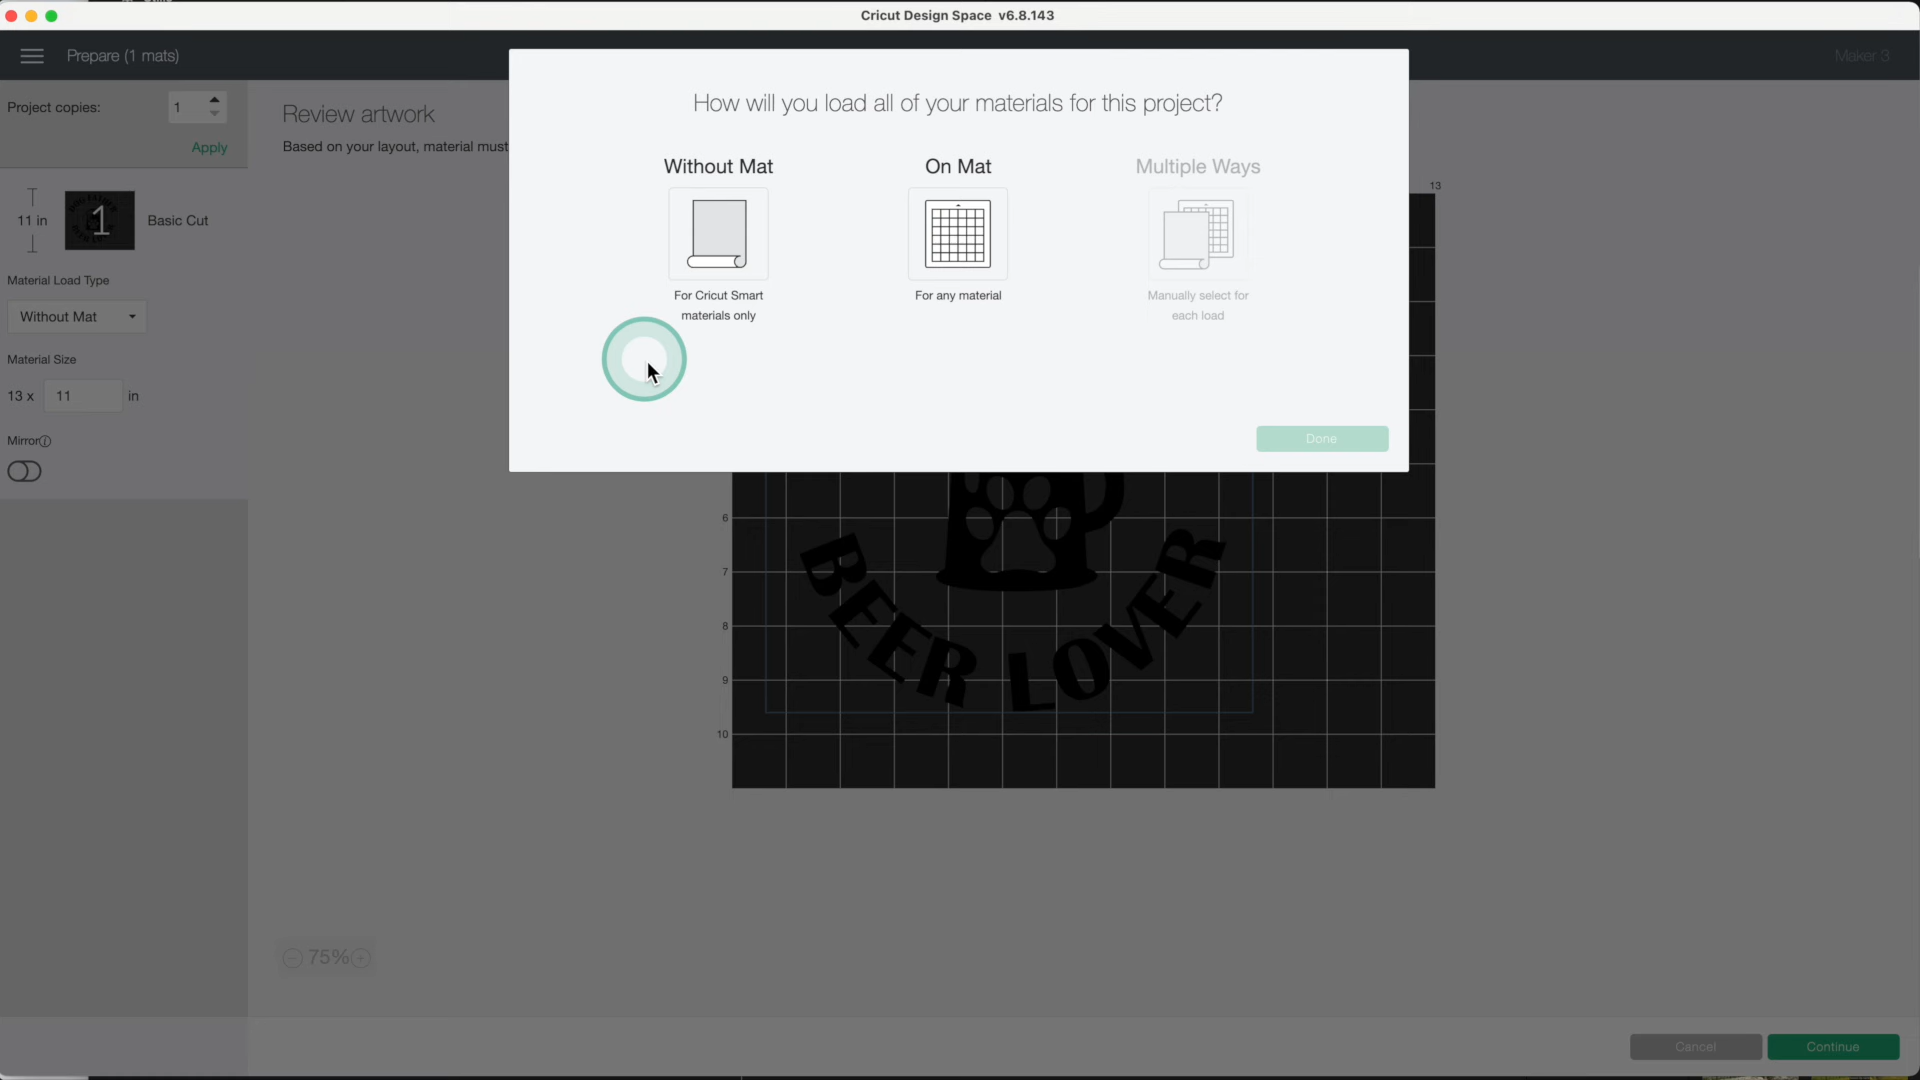 Cricut Design Space v6.8.143
Prepare (1 mats)
Maker 3
Project copies:
1
Apply
11 in
1
Basic Cut
Material Load Type
Without Mat
Material Size
13 x
11
in
Mirror
Review artwork
Based on your layout, material must
How will you load all of your materials for this project?
Without Mat
For Cricut Smart
materials only
On Mat
For any material
Multiple Ways
Manually select for
each load
Done
13
6
7
8
9
10
BEER LOVER
75%
Cancel
Continue